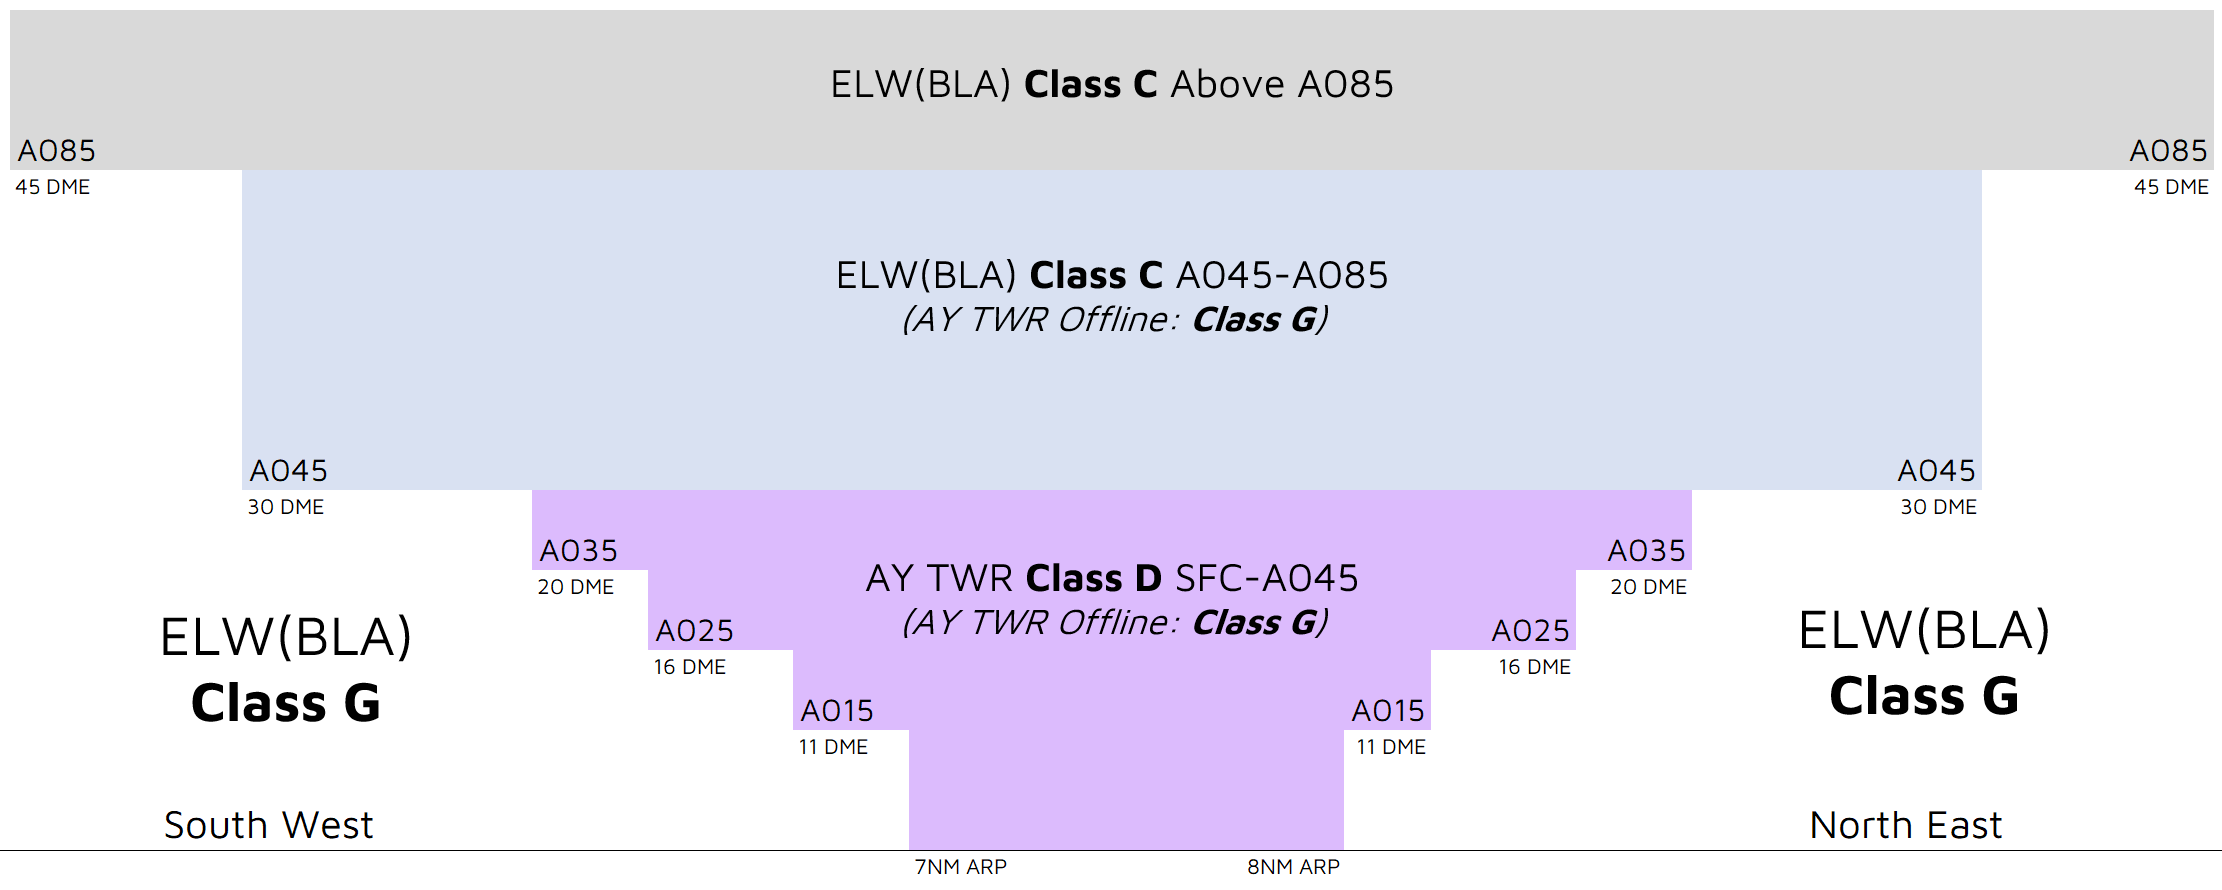 ELW(BLA) Class C Above A085
A085
A085
45 DME
45 DME
ELW(BLA) Class C A045-A085
(AY TWR Offline: Class G)
A045
A045
30 DME
30 DME
A035
A035
20 DME
20 DME
AY TWR Class D SFC-A045
(AY TWR Offline: Class G)
A025
A025
16 DME
16 DME
ELW(BLA)
Class G
ELW(BLA)
Class G
A015
A015
11 DME
11 DME
South West
North East
7NM ARP
8NM ARP